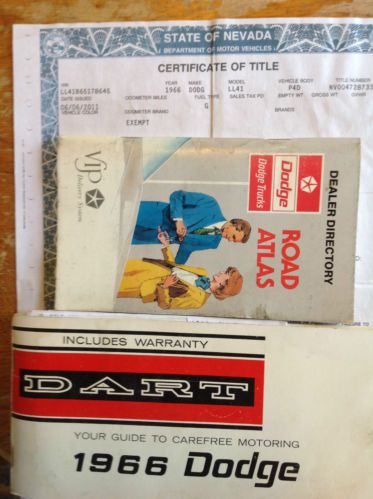 STATE OF NEVADA
DEPARTMENT OF MOTOR VEHICLES
CERTIFICATE OF TITLE
VIN YEAR MAKE MODEL VEHICLE BODY TITLE NUMBER
LL41B65178645 1966 DODG LL41 P4D
DATE ISSUED ODOMETER MILES FUEL TYPE SALES TAX PD EMPTY WT GROSS WT GVWR
06/06/2011 G
VEHICLE COLOR ODOMETER BRAND BRANDS
EXEMPT
DEALER DIRECTORY
Dodge
Dodge Trucks
ROAD
ATLAS
Vip
Delivery System
INCLUDES WARRANTY
DART
YOUR GUIDE TO CAREFREE MOTORING
1966 Dodge